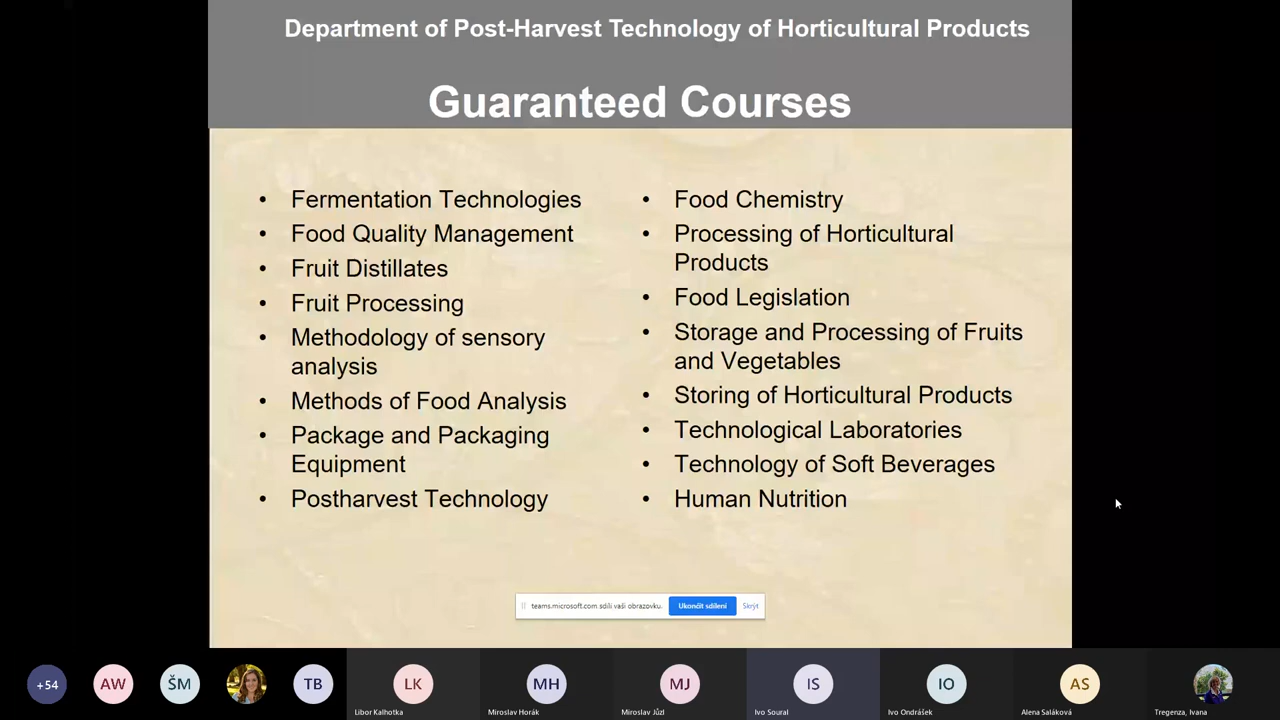 Department of Post-Harvest Technology of Horticultural Products
Guaranteed Courses
• Fermentation Technologies
• Food Quality Management
• Fruit Distillates
• Fruit Processing
• Methodology of sensory
analysis
• Methods of Food Analysis
• Package and Packaging
Equipment
• Postharvest Technology
• Food Chemistry
• Processing of Horticultural
Products
• Food Legislation
• Storage and Processing of Fruits
and Vegetables
• Storing of Horticultural Products
• Technological Laboratories
• Technology of Soft Beverages
• Human Nutrition
teams.microsoft.com sdílí vaši obrazovku. Ukončit sdílení Skrýt
+54 AW ŠM TB LK MH MJ IS IO AS
Libor Kalhotka Miroslav Horák Miroslav Jůzl Ivo Soural Ivo Ondrášek Alena Saláková Tregenza, Ivana